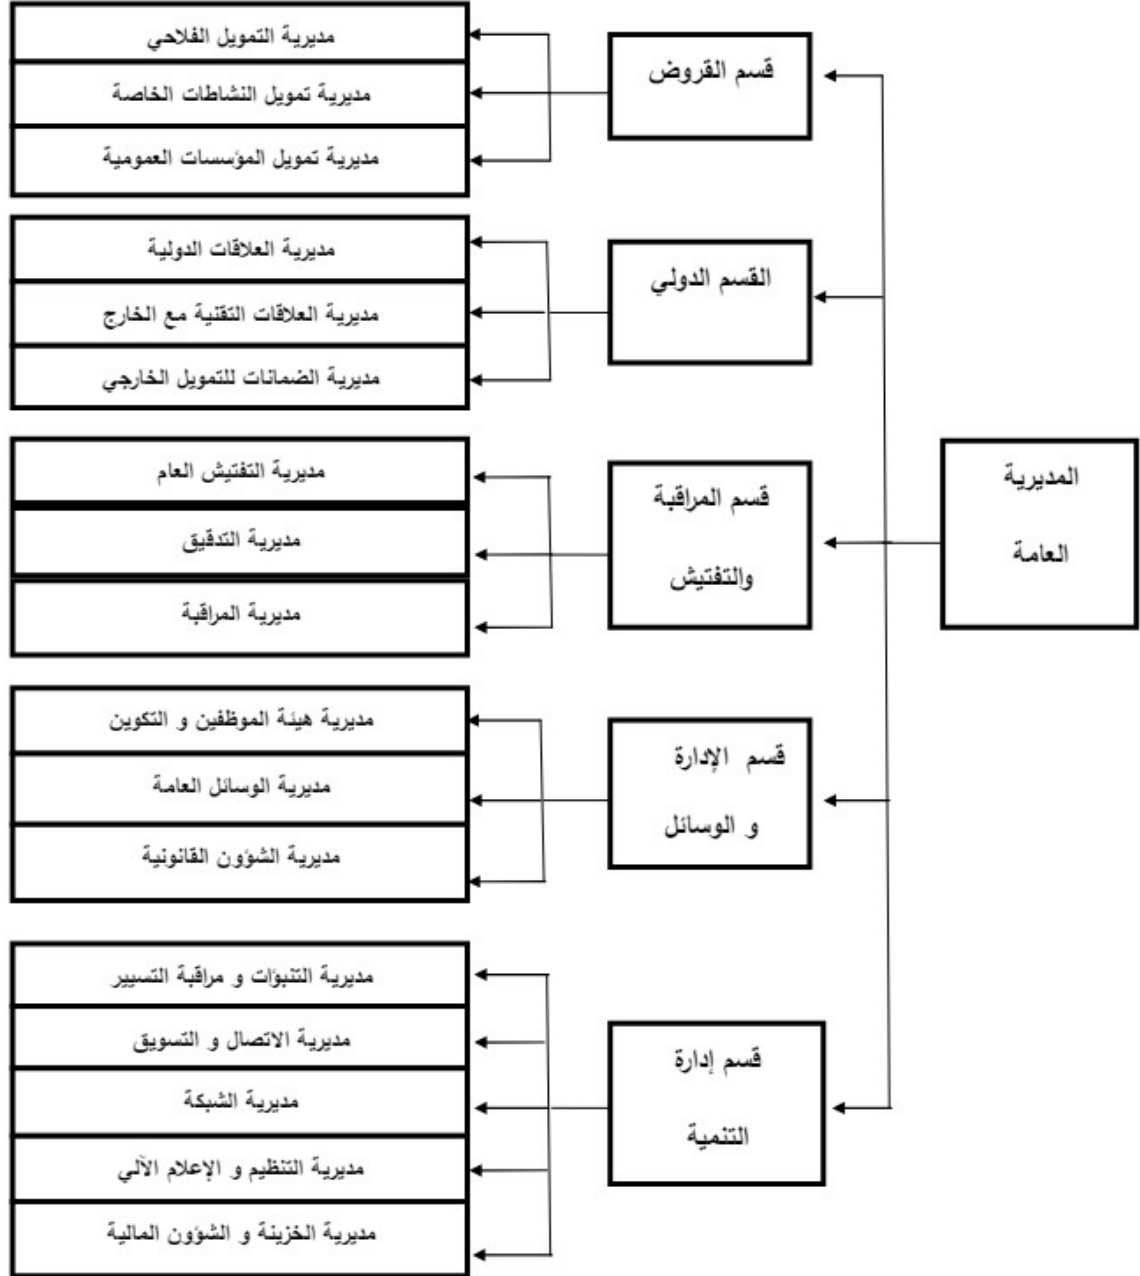 المديرية
العامة
قسم القروض
مديرية التمويل الفلاحي
مديرية تمويل النشاطات الخاصة
مديرية تمويل المؤسسات العمومية
القسم الدولي
مديرية العلاقات الدولية
مديرية العلاقات التقنية مع الخارج
مديرية الضمانات للتمويل الخارجي
قسم المراقبة
والتفتيش
مديرية التفتيش العام
مديرية التدقيق
مديرية المراقبة
قسم الإدارة
و الوسائل
مديرية هيئة الموظفين و التكوين
مديرية الوسائل العامة
مديرية الشؤون القانونية
قسم إدارة
التنمية
مديرية التنبؤات و مراقبة التسيير
مديرية الاتصال و التسويق
مديرية الشبكة
مديرية التنظيم و الإعلام الآلي
مديرية الخزينة و الشؤون المالية